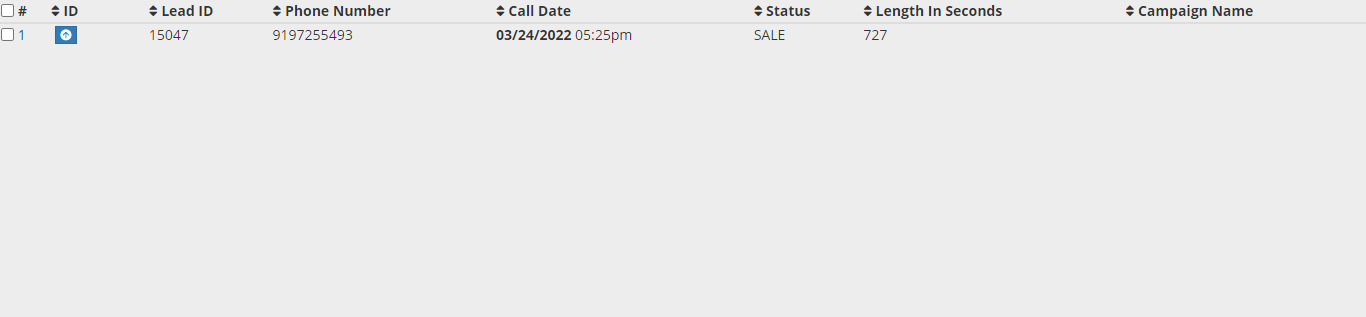 # ID Lead ID Phone Number Call Date Status Length In Seconds Campaign Name
1 15047 9197255493 03/24/2022 05:25pm SALE 727